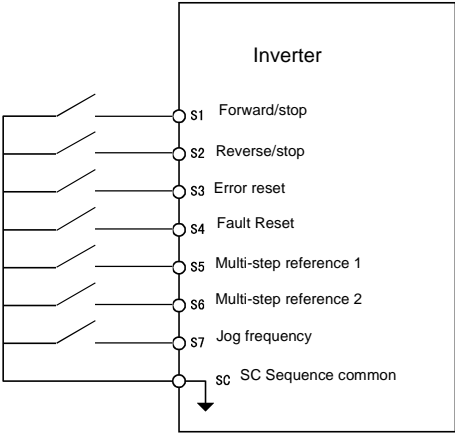 Inverter
S1 Forward/stop
S2 Reverse/stop
S3 Error reset
S4 Fault Reset
S5 Multi-step reference 1
S6 Multi-step reference 2
S7 Jog frequency
SC SC Sequence common